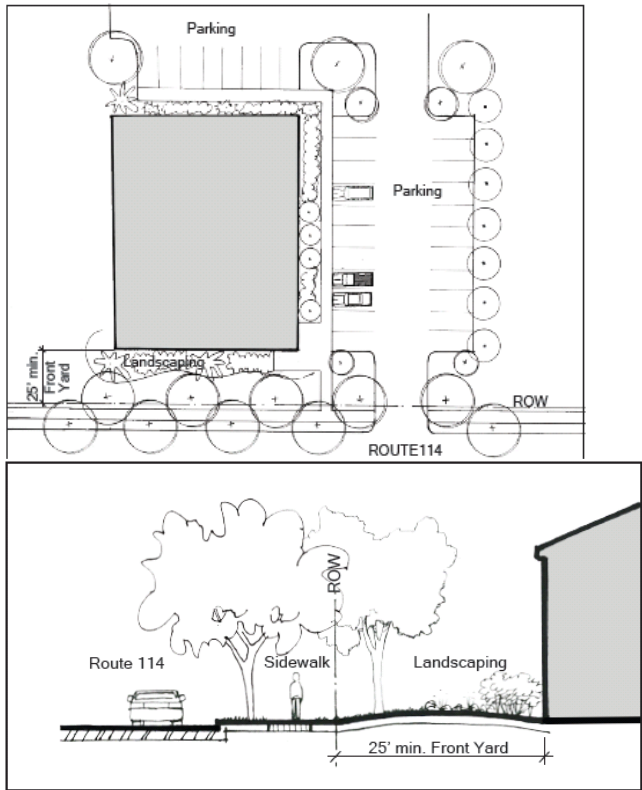 Parking
Parking
25' min.
Front
Yard
Landscaping
ROW
ROUTE114
ROW
Route 114
Sidewalk
Landscaping
25' min. Front Yard